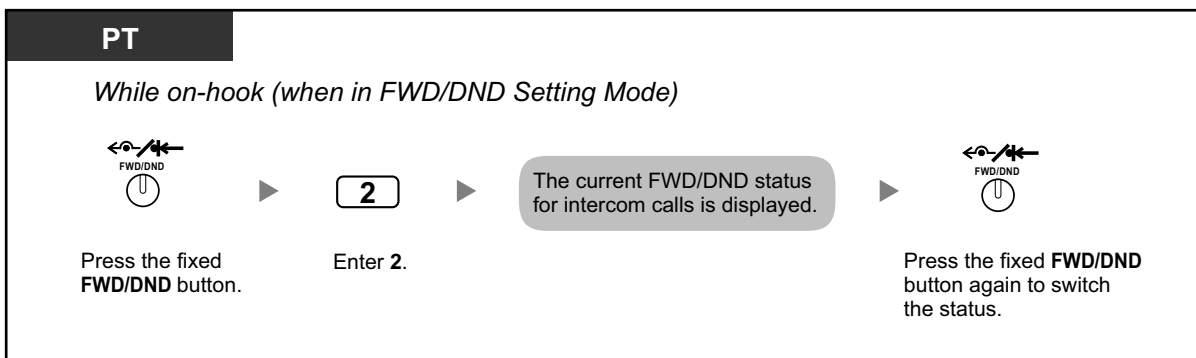 PT
While on-hook (when in FWD/DND Setting Mode)
FWD/DND
Press the fixed
FWD/DND button.
2
Enter 2.
The current FWD/DND status
for intercom calls is displayed.
FWD/DND
Press the fixed FWD/DND
button again to switch
the status.